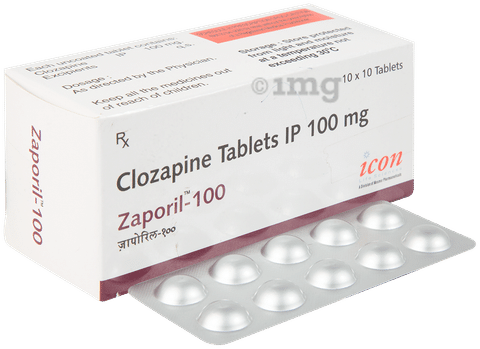 Each uncoated tablet contains
Clozapine IP 100 mg
Excipients q.s.
Dosage :
As directed by the Physician.
Keep all the medicines out
of reach of children.
Storage : Store protected
from light and moisture
at a temperature not
exceeding 30°C
1mg
10 x 10 Tablets
Rx
Clozapine Tablets IP 100 mg
Zaporil™-100
ज़ापोरिल-१००
icon
Zaporil™-100